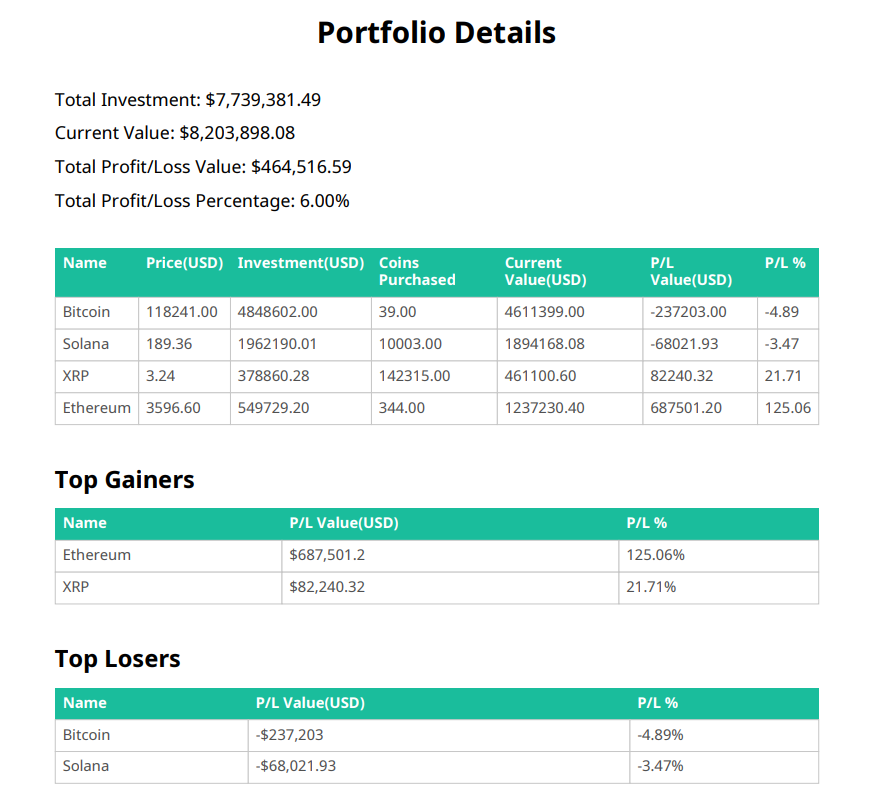 Portfolio Details
Total Investment: $7,739,381.49
Current Value: $8,203,898.08
Total Profit/Loss Value: $464,516.59
Total Profit/Loss Percentage: 6.00%
Name Price(USD) Investment(USD) Coins Purchased Current Value(USD) P/L Value(USD) P/L %
Bitcoin 118241.00 4848602.00 39.00 4611399.00 -237203.00 -4.89
Solana 189.36 1962190.01 10003.00 1894168.08 -68021.93 -3.47
XRP 3.24 378860.28 142315.00 461100.60 82240.32 21.71
Ethereum 3596.60 549729.20 344.00 1237230.40 687501.20 125.06
Top Gainers
Name P/L Value(USD) P/L %
Ethereum $687,501.2 125.06%
XRP $82,240.32 21.71%
Top Losers
Name P/L Value(USD) P/L %
Bitcoin -$237,203 -4.89%
Solana -$68,021.93 -3.47%